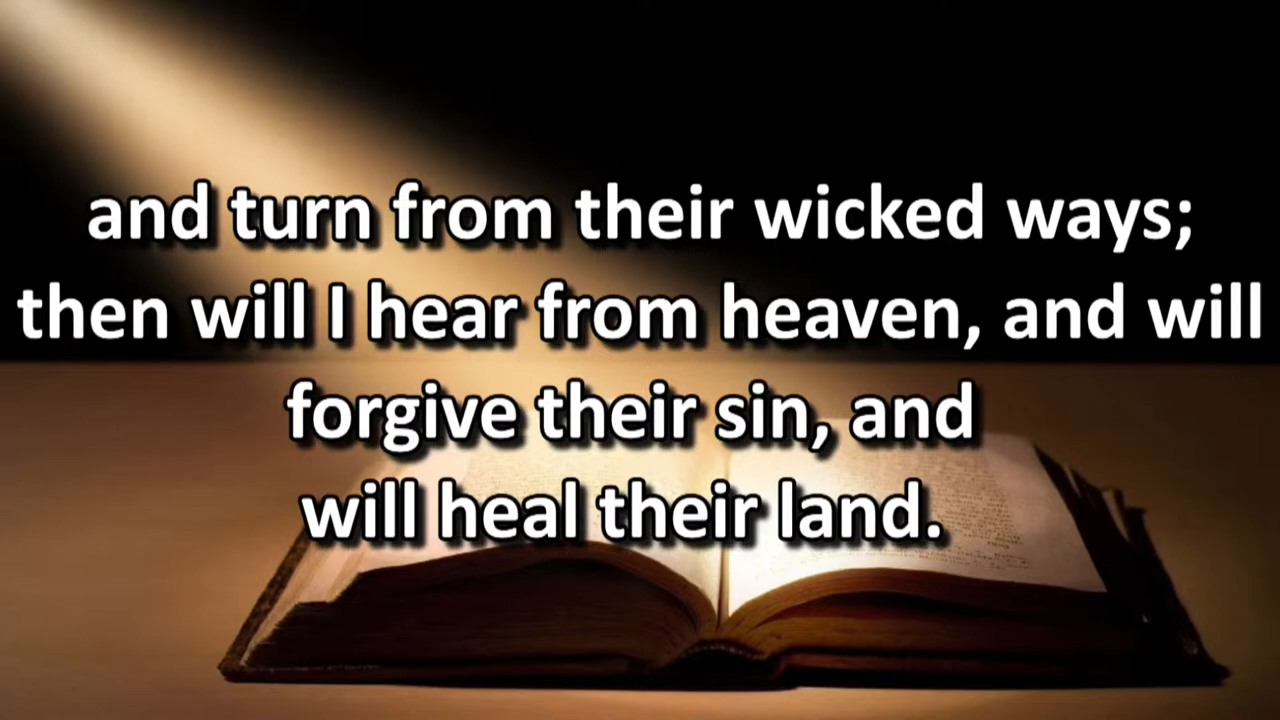 and turn from their wicked ways;
then will I hear from heaven, and will
forgive their sin, and
will heal their land.